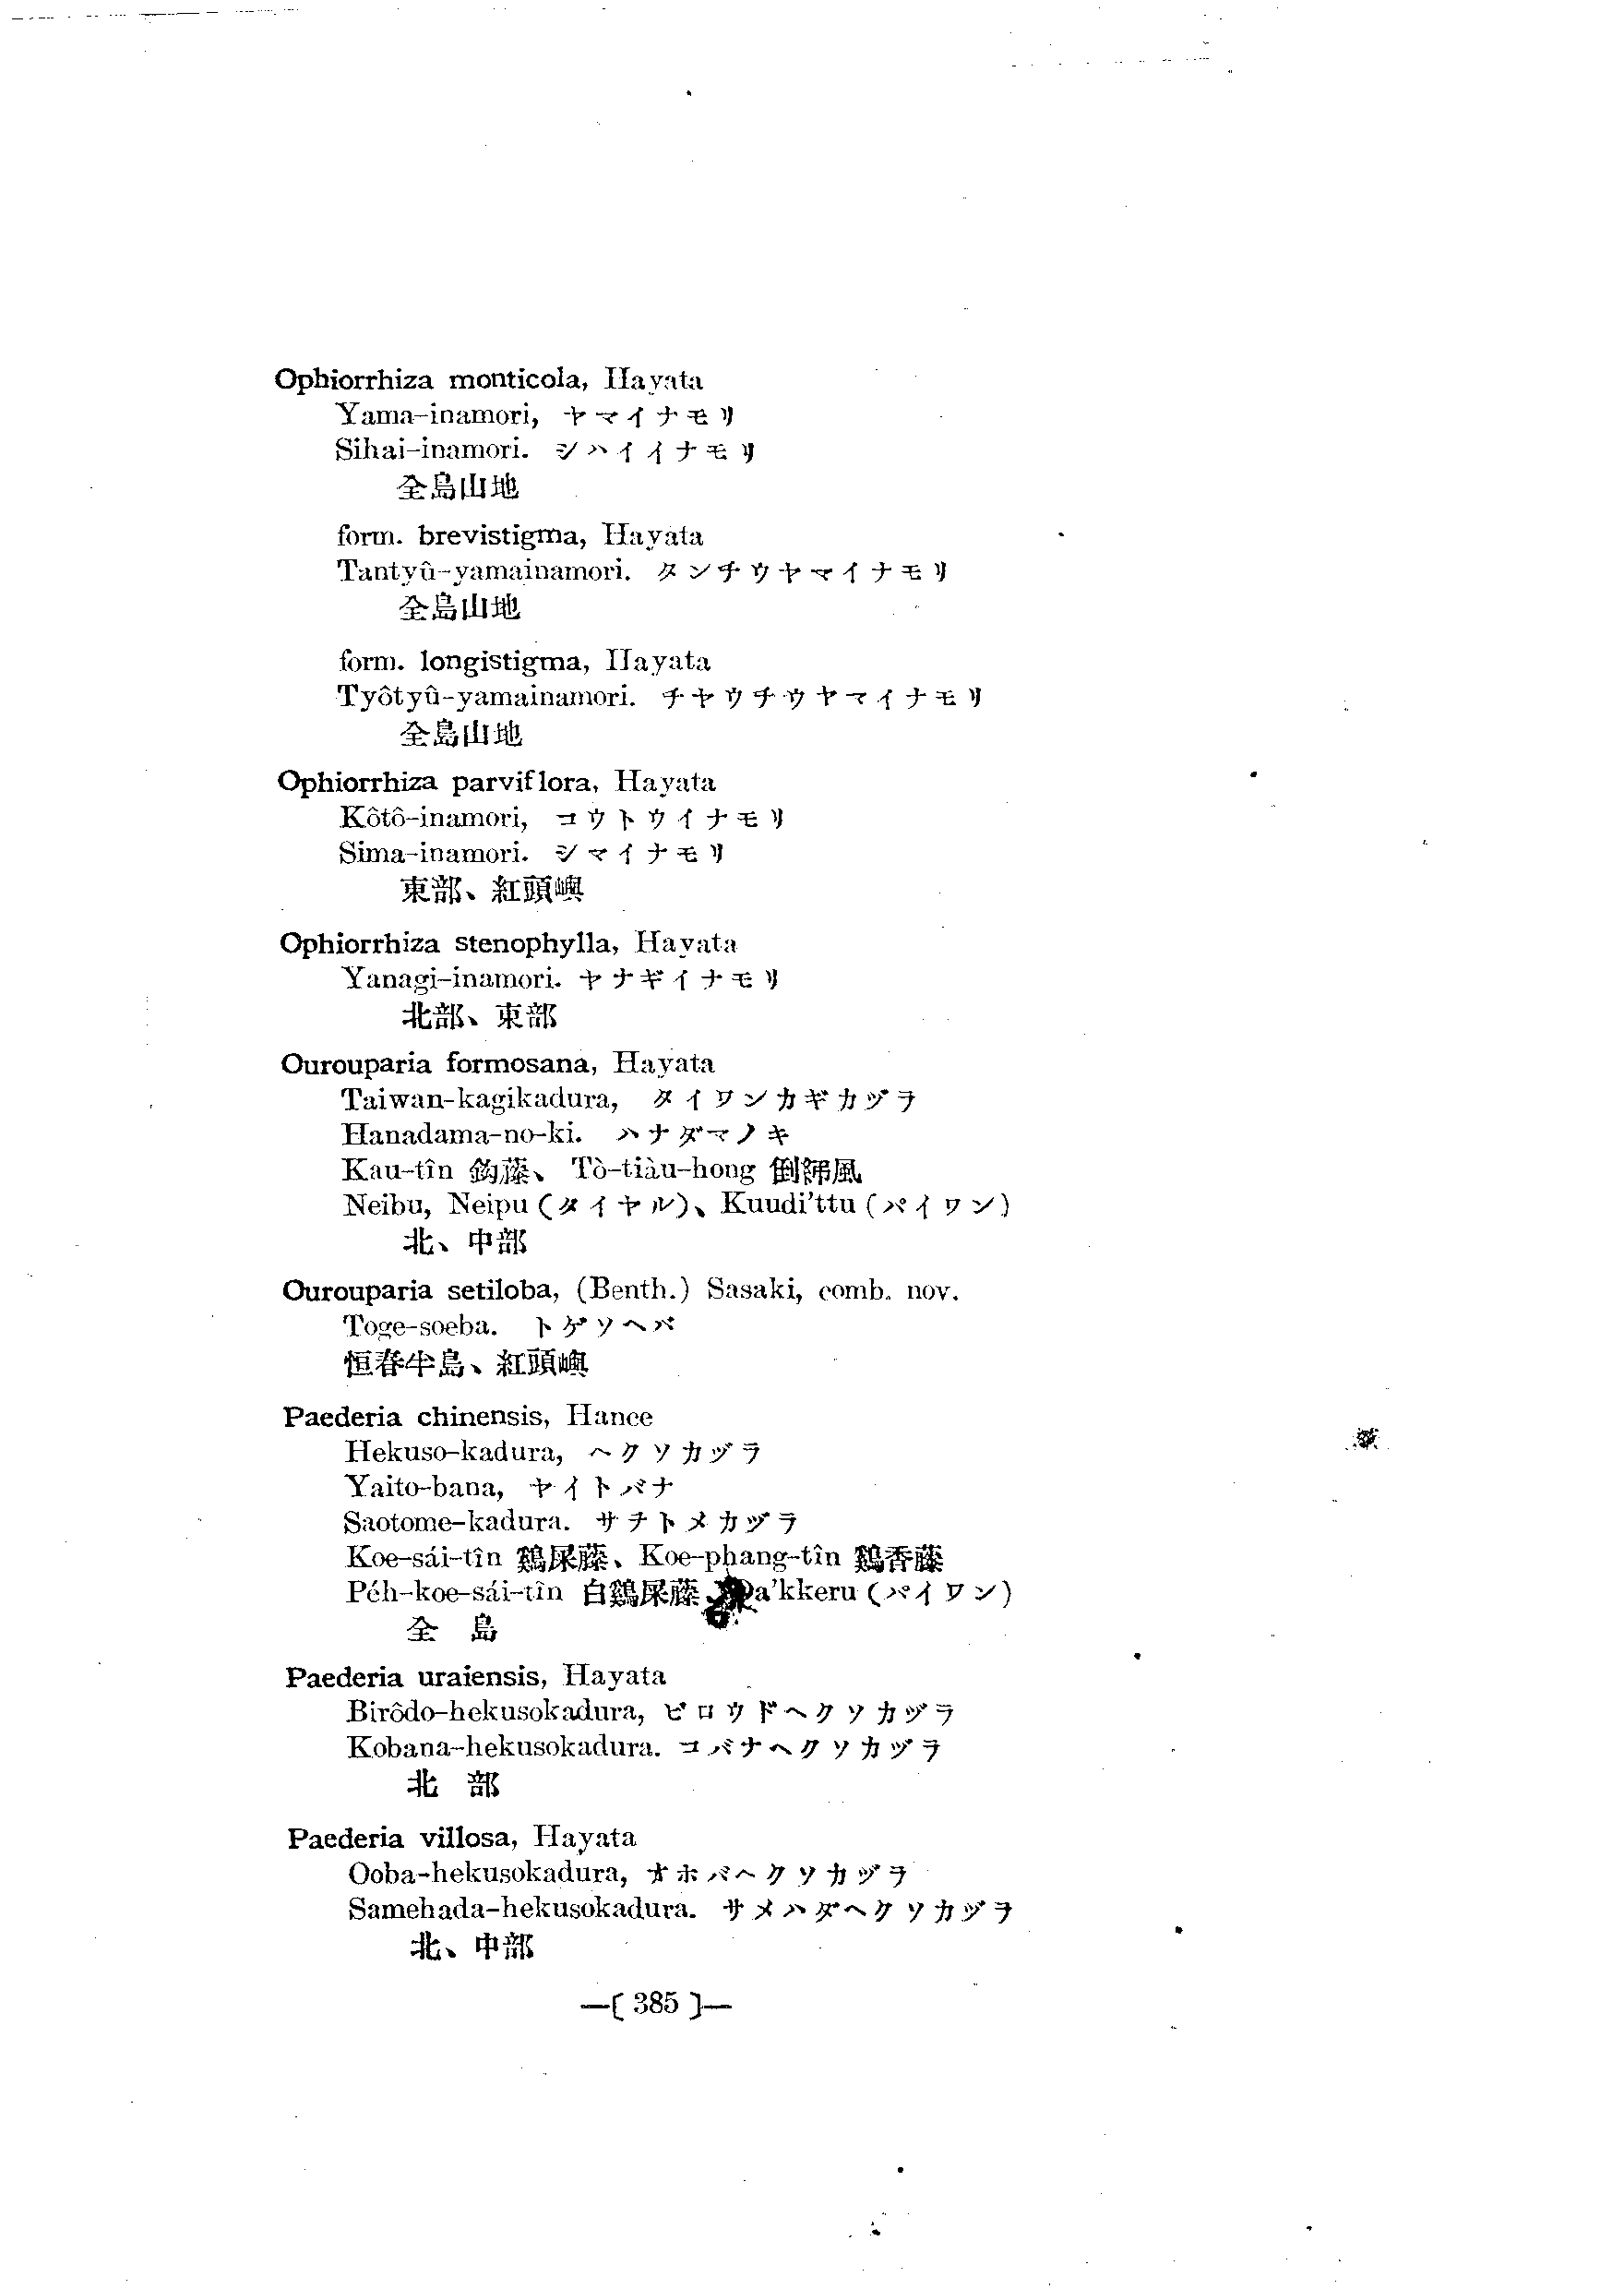 Ophiorrhiza monticola, Hayata
Yama-inamori, ヤマイナモリ
Sihai-inamori. シハイイナモリ
全島山地
form. brevistigma, Hayata
Tantyû-yamainamori. タンチウヤマイナモリ
全島山地
form. longistigma, Hayata
Tyôtyû-yamainamori. チヤウチウヤマイナモリ
全島山地
Ophiorrhiza parviflora, Hayata
Kôtô-inamori, コウトウイナモリ
Sima-inamori. シマイナモリ
東部、紅頭嶼
Ophiorrhiza stenophylla, Hayata
Yanagi-inamori. ヤナギイナモリ
北部、東部
Ourouparia formosana, Hayata
Taiwan-kagikadura, タイワンカギカヅラ
Hanadama-no-ki. ハナダマノキ
Kau-tîn 鈎藤、 Tò-tiàu-hong 倒吊風
Neibu, Neipu (タイヤル)、Kuudi'ttu (パイワン)
北、中部
Ourouparia setiloba, (Benth.) Sasaki, comb. nov.
Toge-soeba. トゲソヘバ
恒春半島、紅頭嶼
Paederia chinensis, Hance
Hekuso-kadura, ヘクソカヅラ
Yaito-bana, ヤイトバナ
Saotome-kadura. サヲトメカヅラ
Koe-sái-tîn 鷄屎藤、Koe-phang-tîn 鷄香藤
Péh-koe-sái-tîn 白鷄屎藤 a'kkeru (パイワン)
全 島
Paederia uraiensis, Hayata
Birôdo-hekusokadura, ビロウドヘクソカヅラ
Kobana-hekusokadura. コバナヘクソカヅラ
北 部
Paederia villosa, Hayata
Ooba-hekusokadura, オホバヘクソカヅラ
Samehada-hekusokadura. サメハダヘクソカヅラ
北、中部
—[ 385 ]—